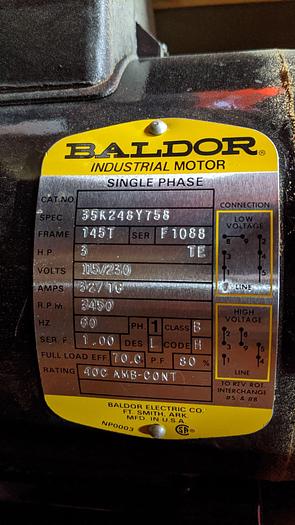 BALDOR®
INDUSTRIAL MOTOR
SINGLE PHASE
CAT.NO
SPEC 35K248Y758
FRAME 145T SER F1088
H.P. 3 TE
VOLTS 115/230
AMPS 32/16
R.P.M. 3450
HZ 60 PH 1 CLASS B
SER. F. 1.00 DES L CODE H
FULL LOAD EFF. 70.0 P.F. 80 %
RATING 40C AMB-CONT
CONNECTION
LOW
VOLTAGE
LINE
HIGH
VOLTAGE
LINE
TO REV. ROT.
INTERCHANGE
#5 & #8
BALDOR ELECTRIC CO.
FT. SMITH, ARK.
MFD. IN U.S.A.
NP0003